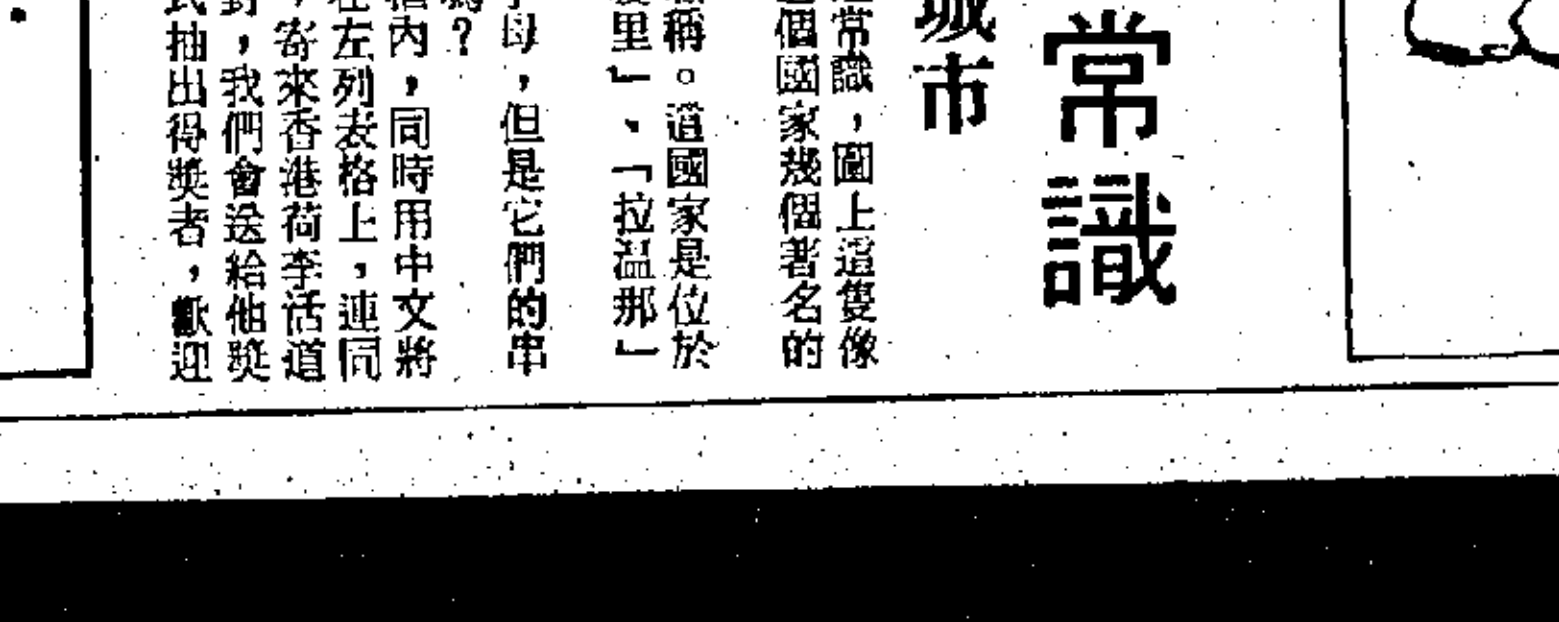 常識
城市
常識，圖上這隻像
個國家幾個著名的
稱。這國家是位於
里」、「拉溫那」
母，但是它們的串
嗎？
內，同時用中文將
在左列表格上，連同
，寄來香港荷李活道
對，我們會送給他獎
式抽出得獎者，歡迎